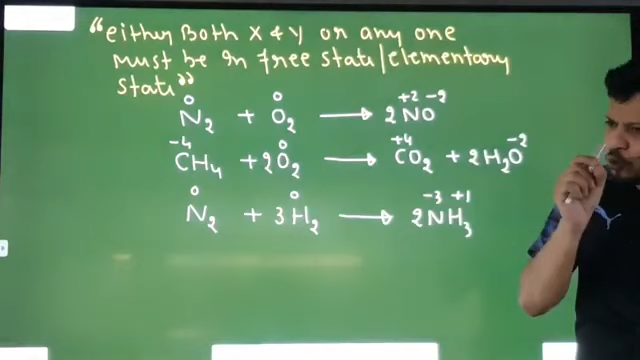 “either Both X & Y or any one
Must be In free state/elementary
state”
0 0 +2 -2
N₂ + O₂ → 2NO
-4 0 +4 -2
CH₄ + 2O₂ → CO₂ + 2H₂O
0 0 -3 +1
N₂ + 3H₂ → 2NH₃